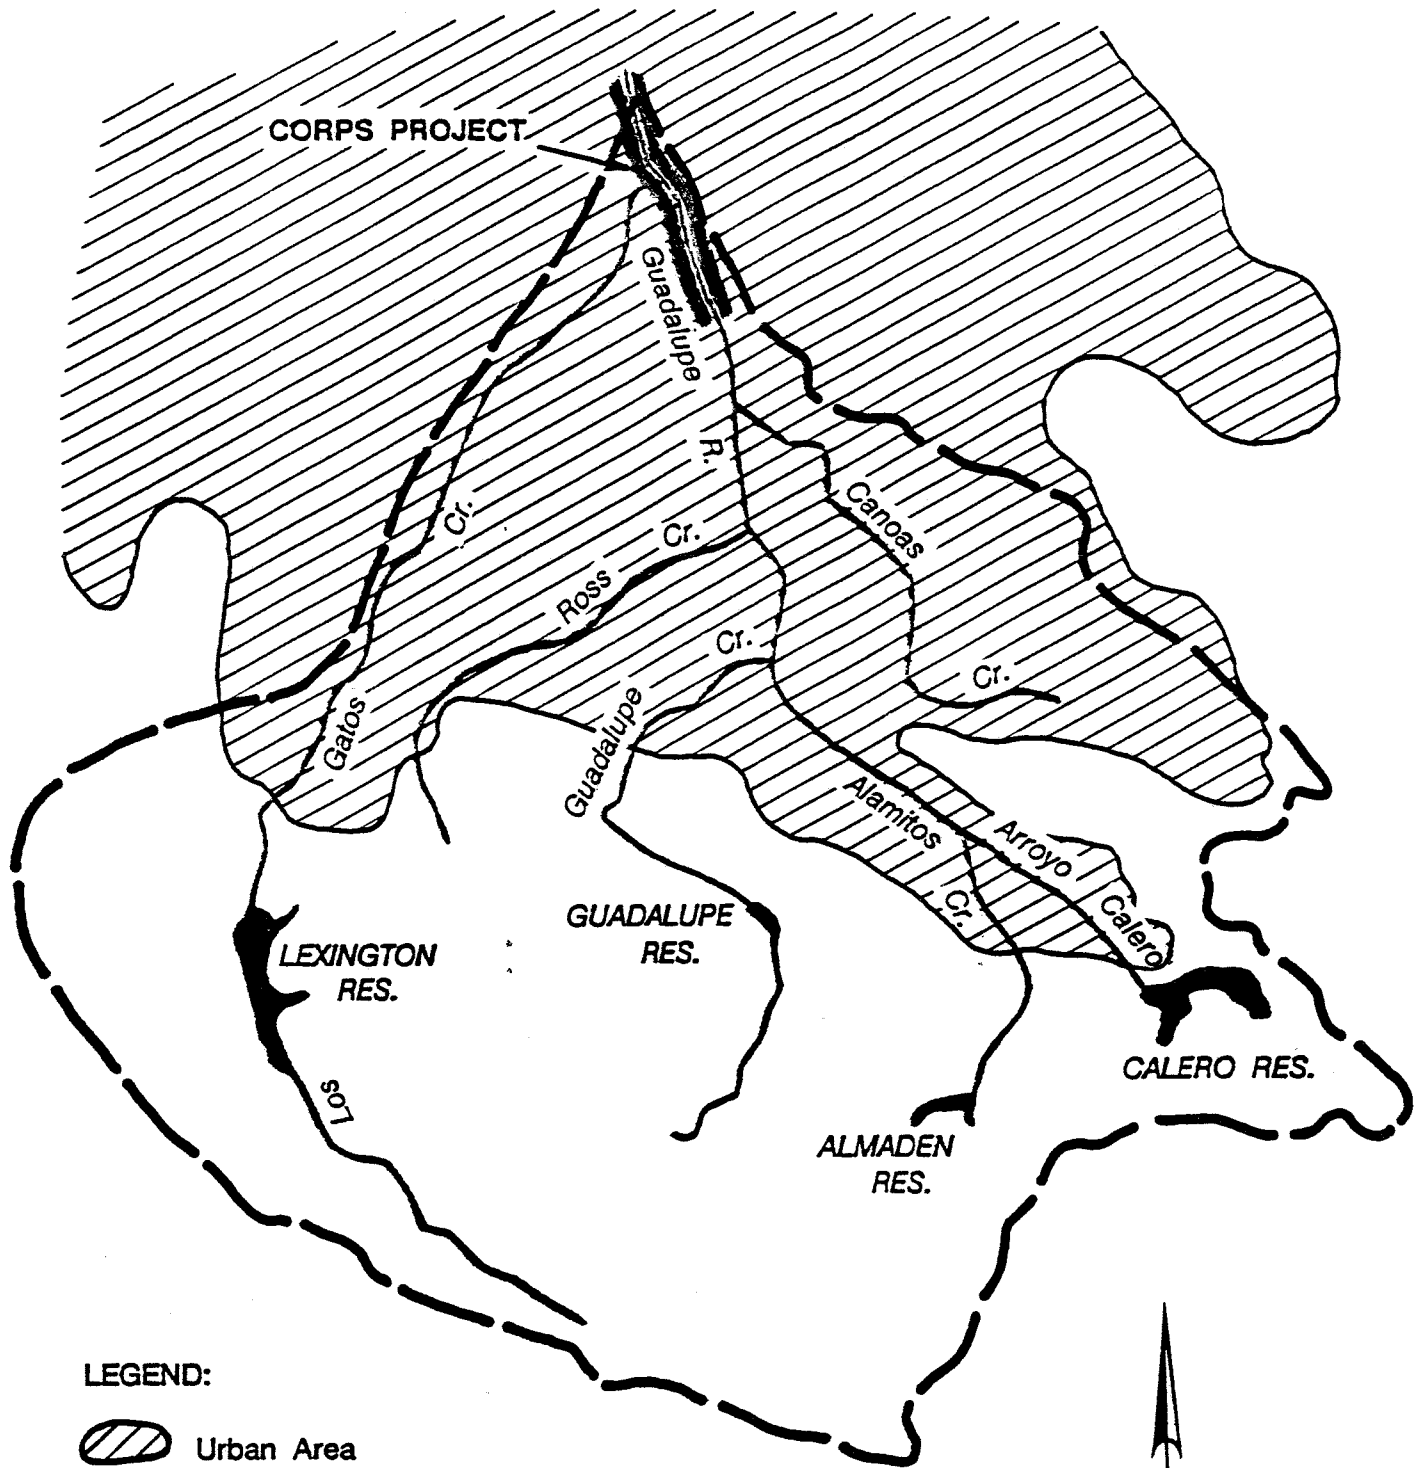 CORPS PROJECT
Guadalupe
R.
Canoas
Cr.
Cr.
Ross
Cr.
Cr.
Gatos
Guadalupe
Cr.
Alamitos
Arroyo
Calero
Cr.
GUADALUPE
RES.
LEXINGTON
RES.
CALERO RES.
Los
ALMADEN
RES.
LEGEND:
Urban Area